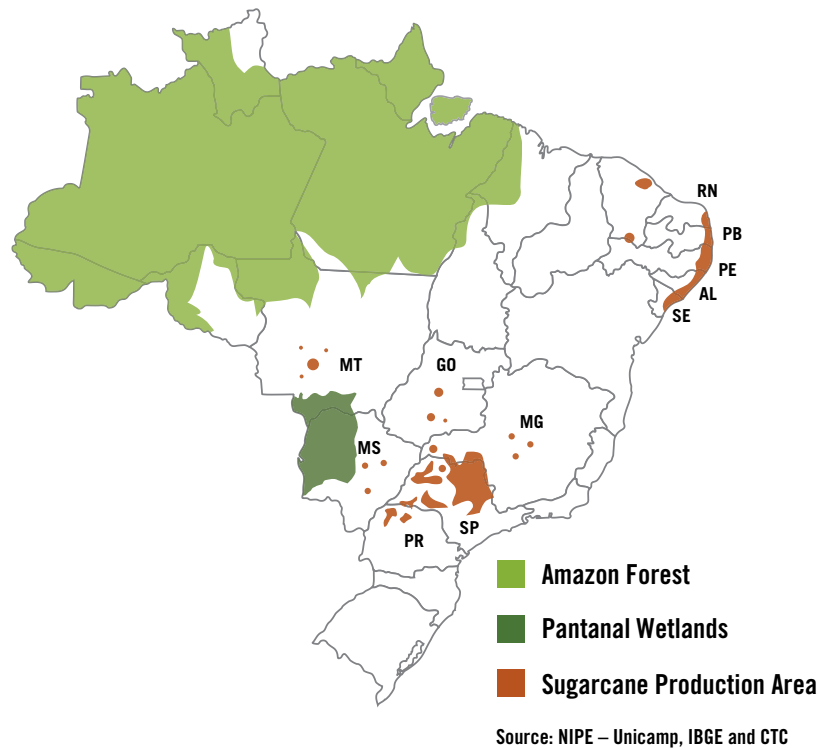 RN
PB
PE
AL
SE
MT
GO
MG
MS
SP
PR
Amazon Forest
Pantanal Wetlands
Sugarcane Production Area
Source: NIPE – Unicamp, IBGE and CTC